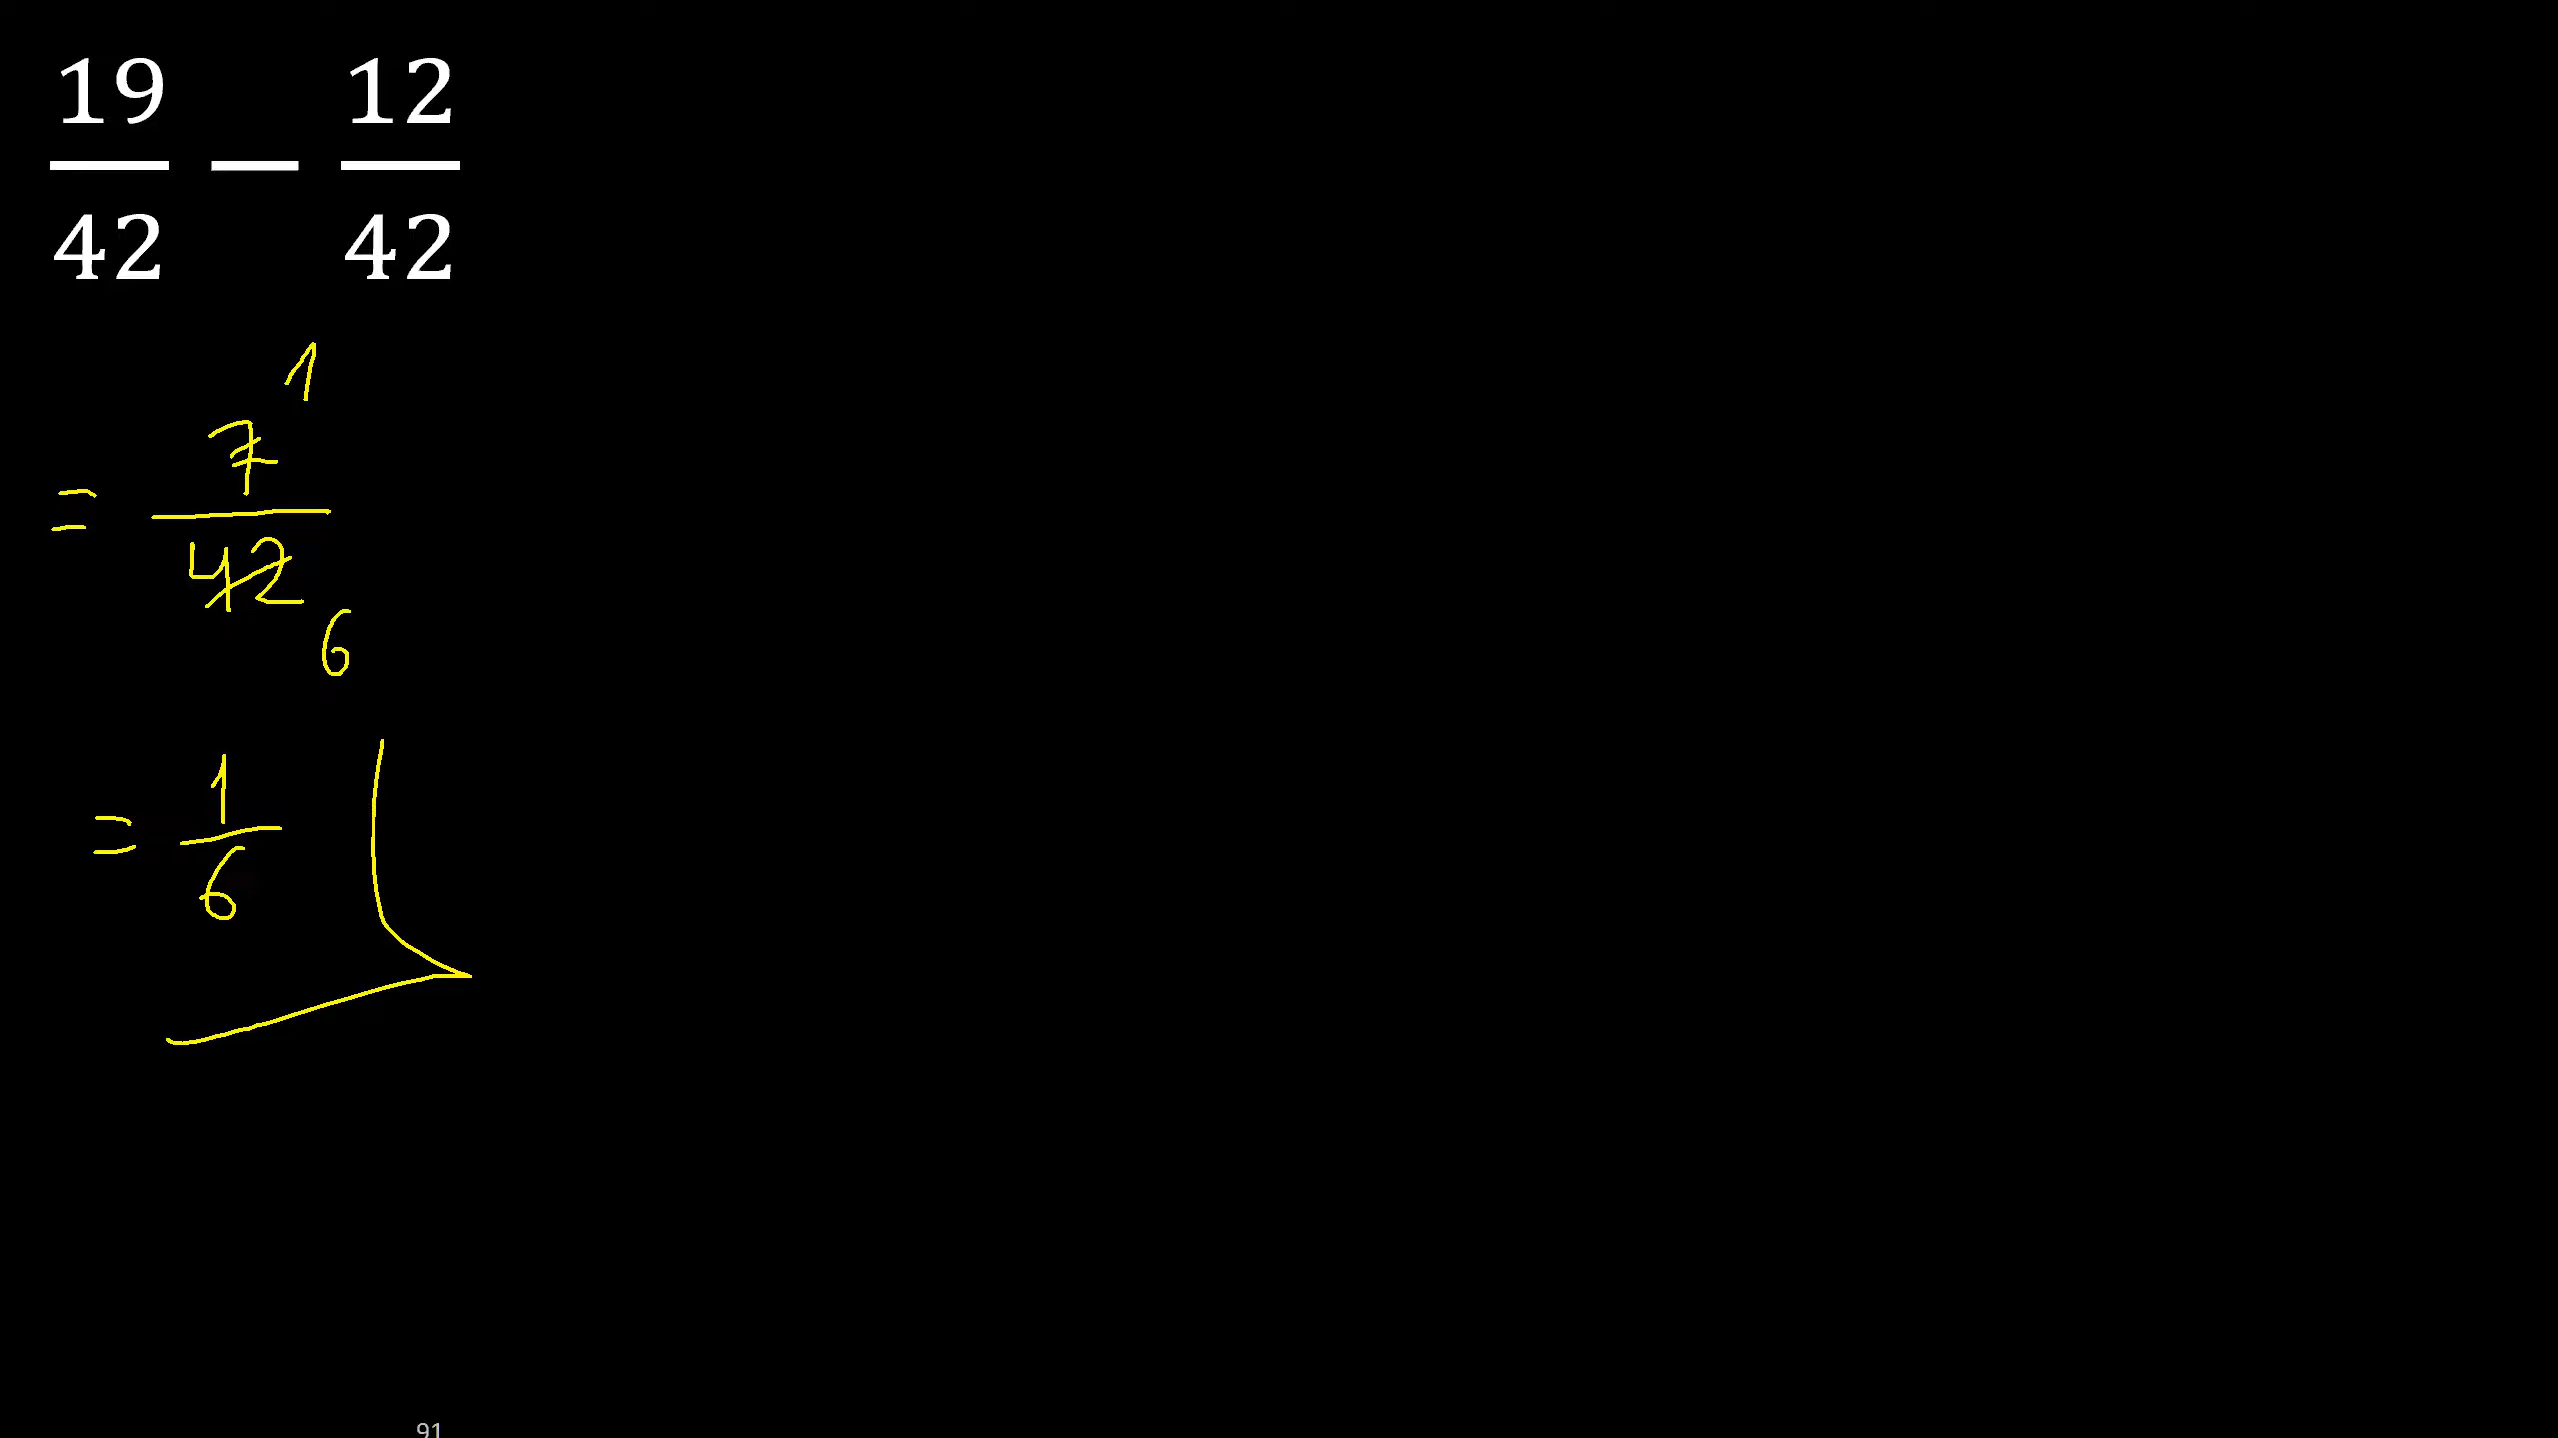 19/42 − 12/42
= 7/42 1 6
= 1/6
91